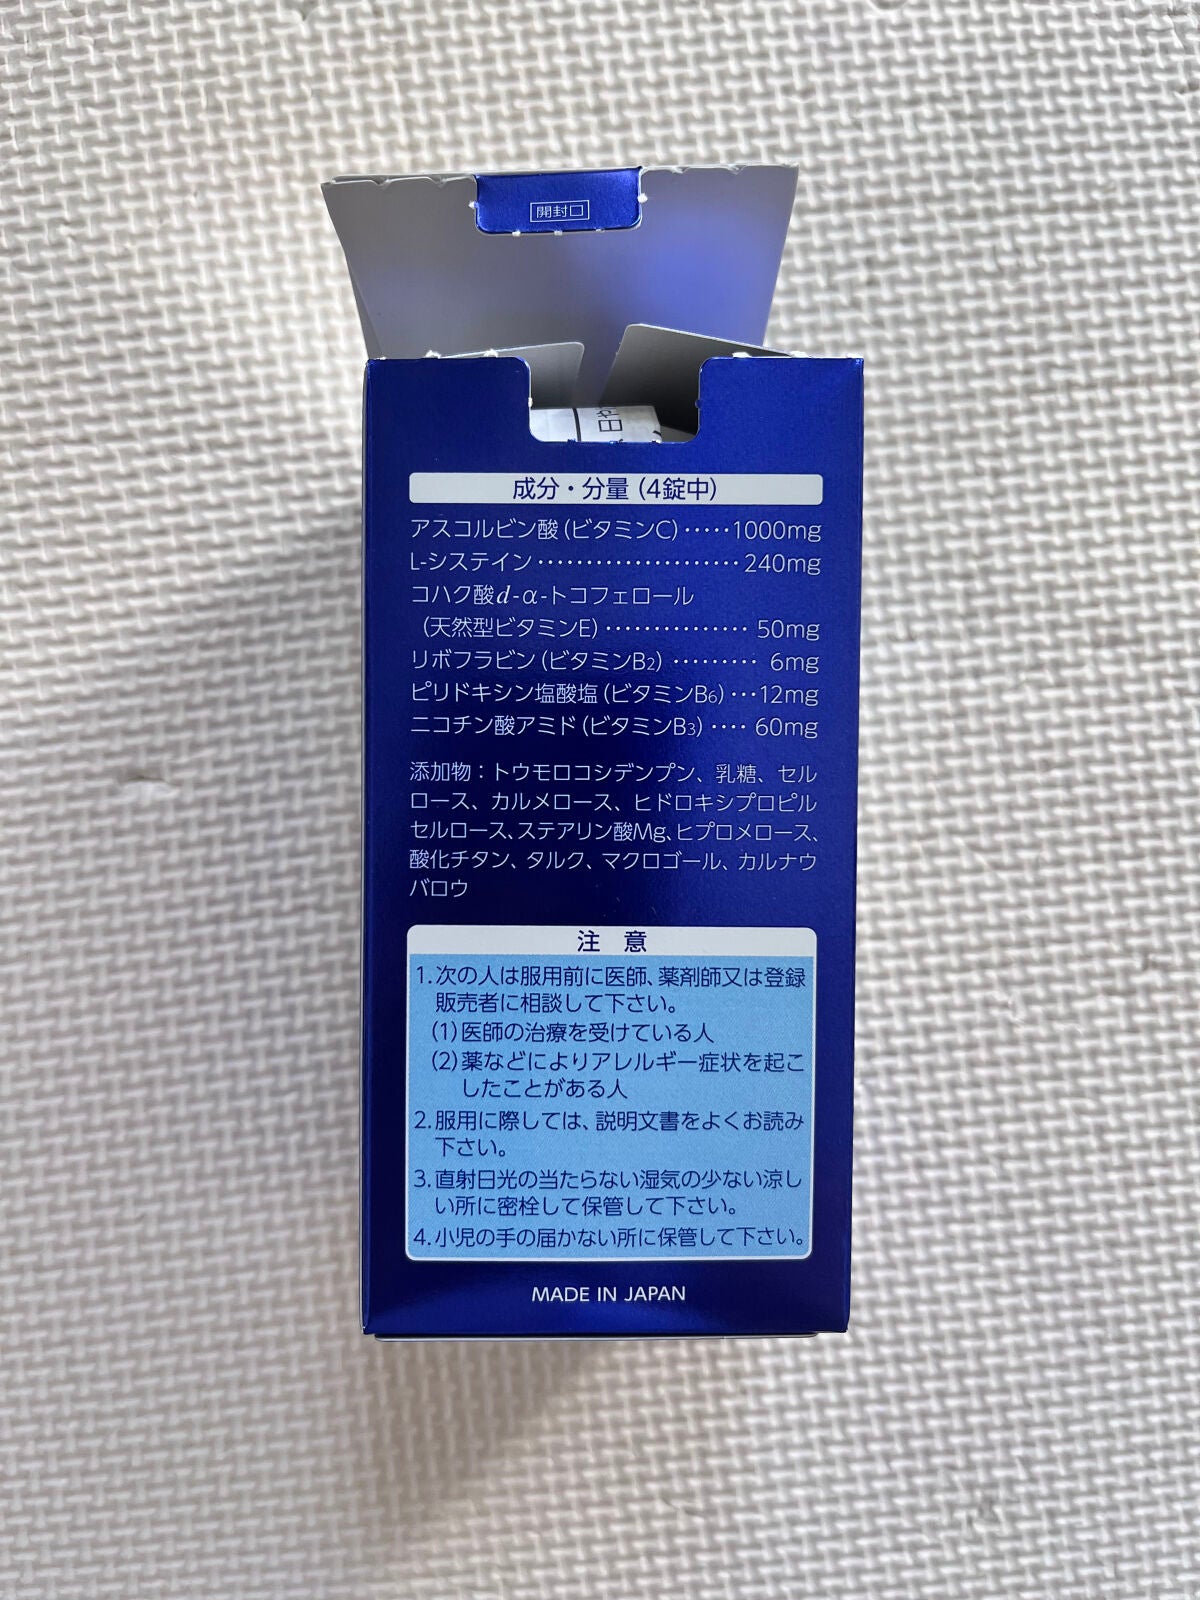 開封口
日や
成分・分量（4錠中）
アスコルビン酸（ビタミンC）・・・・・1000mg
L-システイン・・・・・・・・・・・・・・・・・・・・・240mg
コハク酸d-α-トコフェロール
（天然型ビタミンE）・・・・・・・・・・・・・・・50mg
リボフラビン（ビタミンB2）・・・・・・・・・6mg
ピリドキシン塩酸塩（ビタミンB6）・・・12mg
ニコチン酸アミド（ビタミンB3）・・・・60mg
添加物：トウモロコシデンプン、乳糖、セル
ロース、カルメロース、ヒドロキシプロピル
セルロース、ステアリン酸Mg、ヒプロメロース、
酸化チタン、タルク、マクロゴール、カルナウ
バロウ
注 意
1.次の人は服用前に医師、薬剤師又は登録
販売者に相談して下さい。
(1)医師の治療を受けている人
(2)薬などによりアレルギー症状を起こ
したことがある人
2.服用に際しては、説明文書をよくお読み
下さい。
3.直射日光の当たらない湿気の少ない涼し
い所に密栓して保管して下さい。
4.小児の手の届かない所に保管して下さい。
MADE IN JAPAN